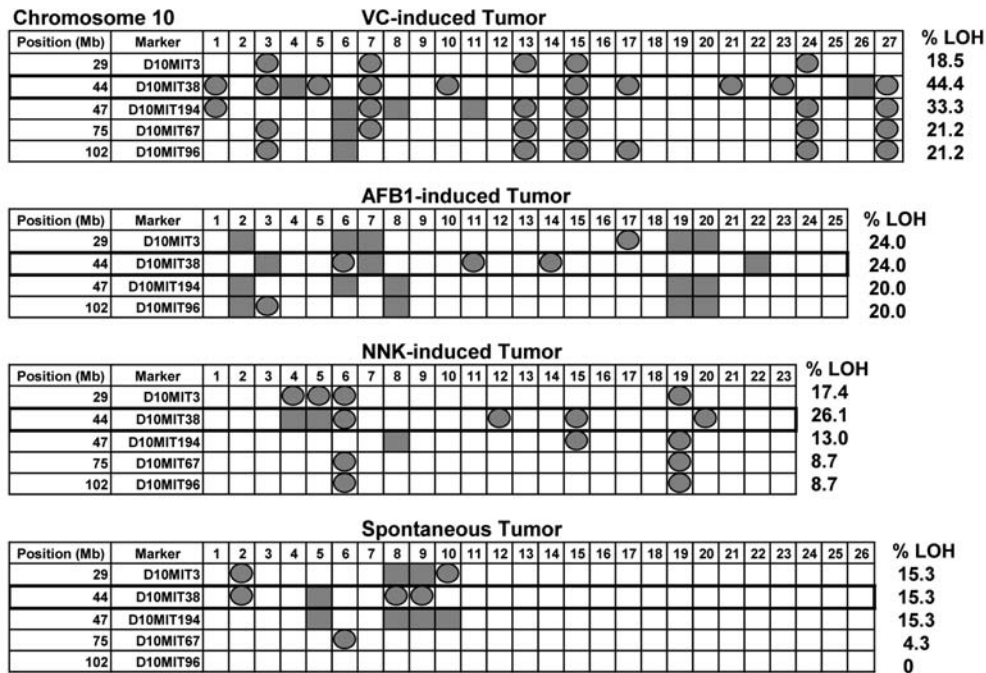 Chromosome 10 VC-induced Tumor
Position (Mb) Marker 1 2 3 4 5 6 7 8 9 10 11 12 13 14 15 16 17 18 19 20 21 22 23 24 25 26 27 % LOH
29 D10MIT3 18.5
44 D10MIT38 44.4
47 D10MIT194 33.3
75 D10MIT67 21.2
102 D10MIT96 21.2
AFB1-induced Tumor
Position (Mb) Marker 1 2 3 4 5 6 7 8 9 10 11 12 13 14 15 16 17 18 19 20 21 22 23 24 25 % LOH
29 D10MIT3 24.0
44 D10MIT38 24.0
47 D10MIT194 20.0
102 D10MIT96 20.0
NNK-induced Tumor
Position (Mb) Marker 1 2 3 4 5 6 7 8 9 10 11 12 13 14 15 16 17 18 19 20 21 22 23 % LOH
29 D10MIT3 17.4
44 D10MIT38 26.1
47 D10MIT194 13.0
75 D10MIT67 8.7
102 D10MIT96 8.7
Spontaneous Tumor
Position (Mb) Marker 1 2 3 4 5 6 7 8 9 10 11 12 13 14 15 16 17 18 19 20 21 22 23 24 25 26 % LOH
29 D10MIT3 15.3
44 D10MIT38 15.3
47 D10MIT194 15.3
75 D10MIT67 4.3
102 D10MIT96 0